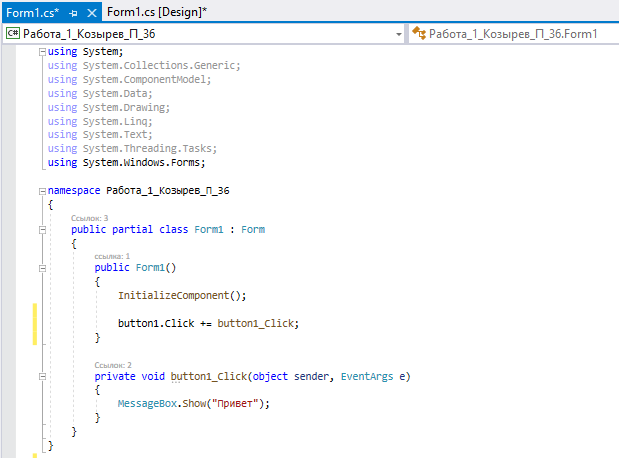 Form1.cs* Form1.cs [Design]*
C# Работа_1_Козырев_П_36 Работа_1_Козырев_П_36.Form1
using System;
using System.Collections.Generic;
using System.ComponentModel;
using System.Data;
using System.Drawing;
using System.Linq;
using System.Text;
using System.Threading.Tasks;
using System.Windows.Forms;
namespace Работа_1_Козырев_П_36
{
Ссылок: 3
public partial class Form1 : Form
{
ссылка: 1
public Form1()
{
InitializeComponent();
button1.Click += button1_Click;
}
Ссылок: 2
private void button1_Click(object sender, EventArgs e)
{
MessageBox.Show("Привет");
}
}
}